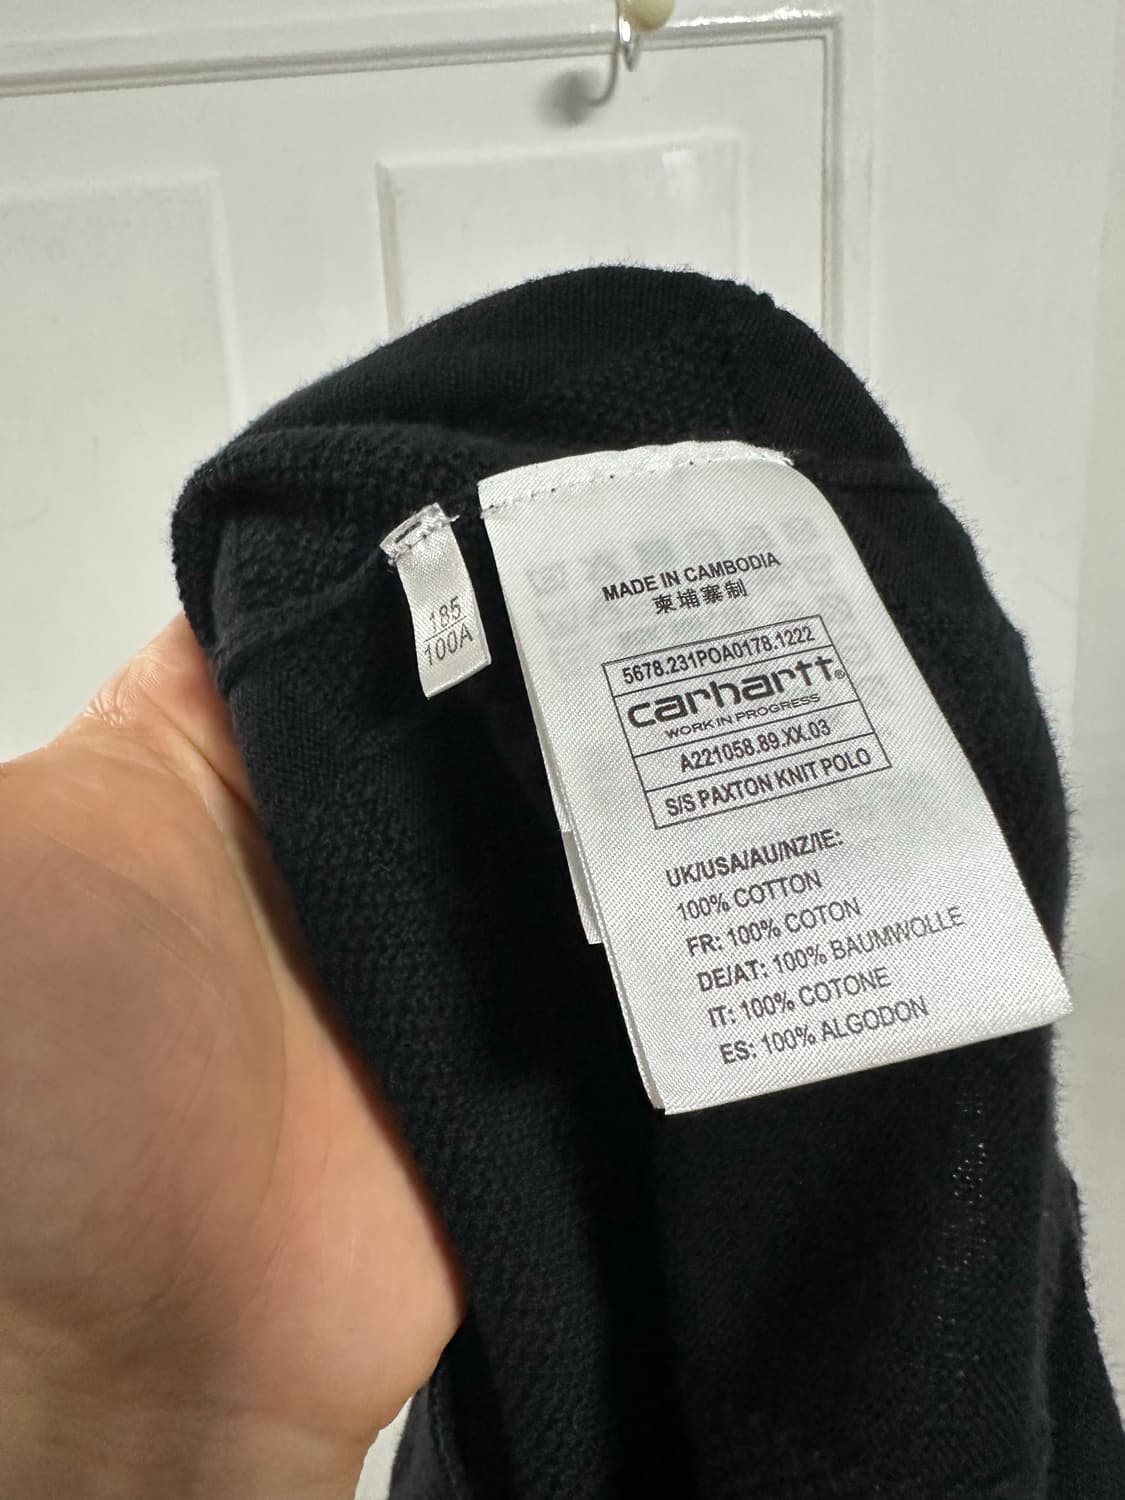 185
100A
MADE IN CAMBODIA
柬埔寨制
5678.231POA0178.1222
carhartt®
WORK IN PROGRESS
A221058.89.XX.03
S/S PAXTON KNIT POLO
UK/USA/AU/NZ/IE:
100% COTTON
FR: 100% COTON
DE/AT: 100% BAUMWOLLE
IT: 100% COTONE
ES: 100% ALGODON